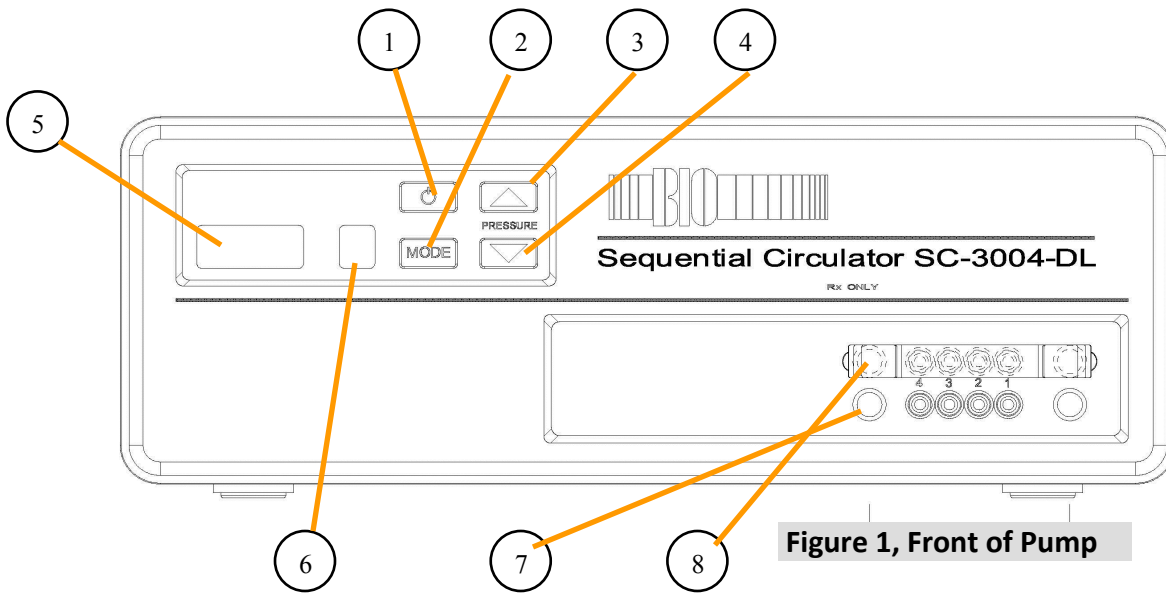 1 2 3 4
5
PRESSURE
MODE
BIO
Sequential Circulator SC-3004-DL
Rx ONLY
4 3 2 1
6 7 8
Figure 1, Front of Pump